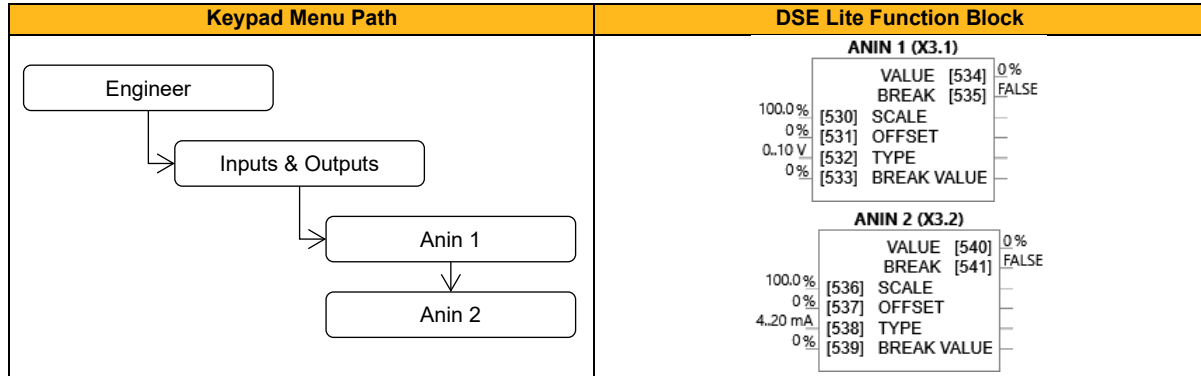 Keypad Menu Path
DSE Lite Function Block
Engineer
Inputs & Outputs
Anin 1
Anin 2
ANIN 1 (X3.1)
VALUE [534] 0 %
BREAK [535] FALSE
100.0 % [530] SCALE
0 % [531] OFFSET
0..10 V [532] TYPE
0 % [533] BREAK VALUE
ANIN 2 (X3.2)
VALUE [540] 0 %
BREAK [541] FALSE
100.0 % [536] SCALE
0 % [537] OFFSET
4..20 mA [538] TYPE
0 % [539] BREAK VALUE